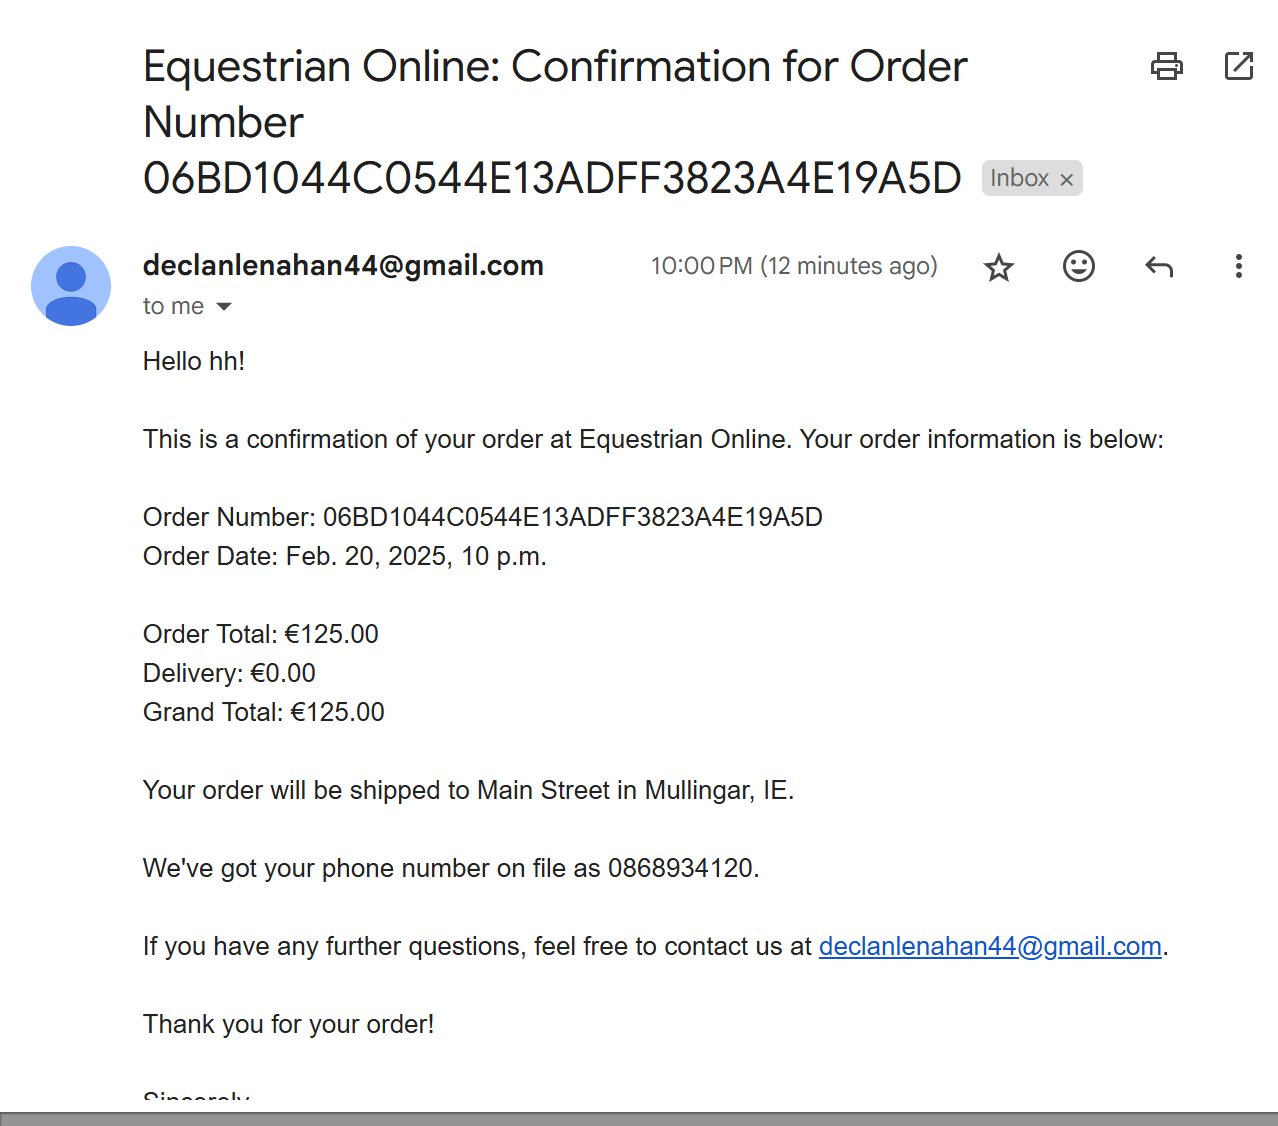 Equestrian Online: Confirmation for Order
Number
06BD1044C0544E13ADFF3823A4E19A5D Inbox ×
declanlenahan44@gmail.com 10:00 PM (12 minutes ago)
to me
Hello hh!
This is a confirmation of your order at Equestrian Online. Your order information is below:
Order Number: 06BD1044C0544E13ADFF3823A4E19A5D
Order Date: Feb. 20, 2025, 10 p.m.
Order Total: €125.00
Delivery: €0.00
Grand Total: €125.00
Your order will be shipped to Main Street in Mullingar, IE.
We've got your phone number on file as 0868934120.
If you have any further questions, feel free to contact us at declanlenahan44@gmail.com.
Thank you for your order!
Sincerely